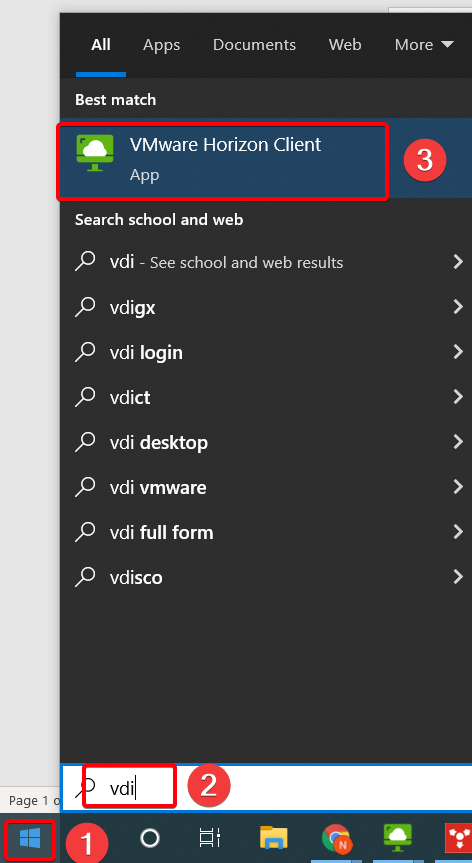 All Apps Documents Web More
Best match
VMware Horizon Client
App
3
Search school and web
vdi - See school and web results
vdigx
vdi login
vdict
vdi desktop
vdi vmware
vdi full form
vdisco
vdi
2
Page 1 o
1
N